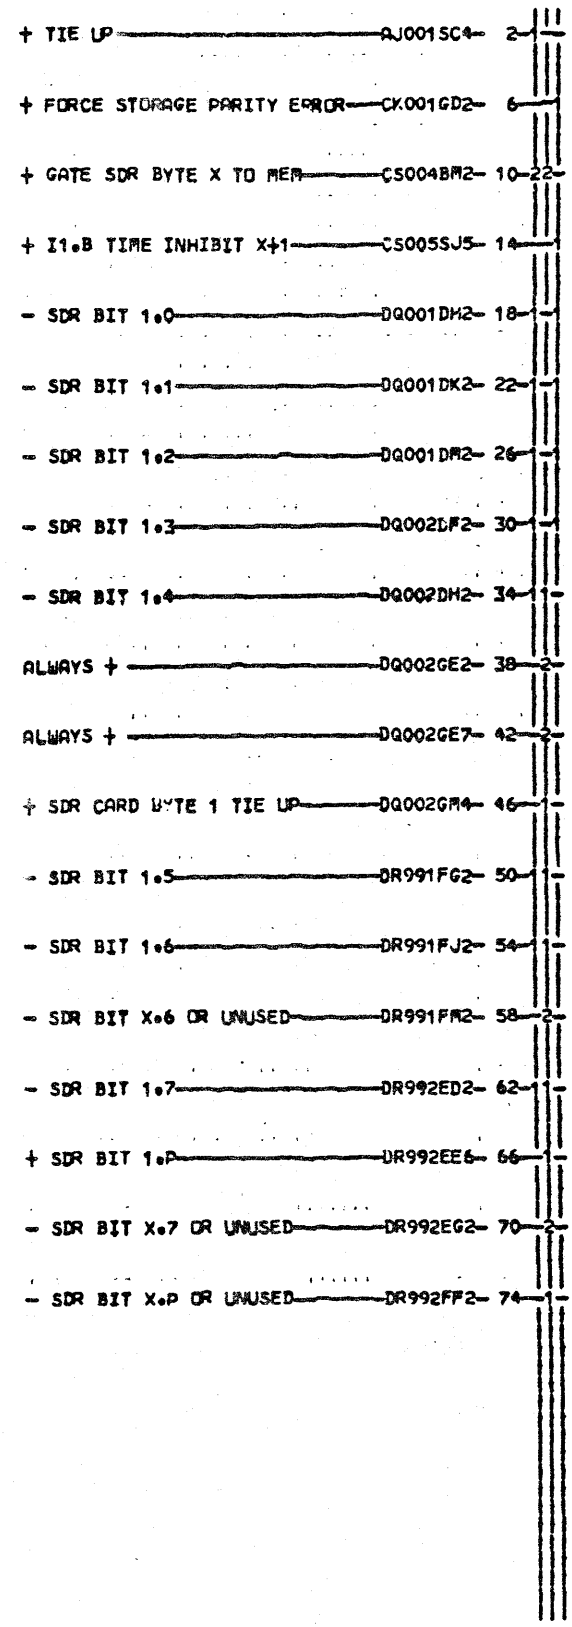 + TIE UP AJ001SC4- 2-1
+ FORCE STORAGE PARITY ERROR CK001GD2- 6 1
+ GATE SDR BYTE X TO MEM CS004BM2- 10-22-
+ I1.B TIME INHIBIT X+1 CS005SJ5- 14 1
- SDR BIT 1.0 DQ001DH2- 18-1-1
- SDR BIT 1.1 DQ001DK2- 22-1-1
- SDR BIT 1.2 DQ001DM2- 26-1-1
- SDR BIT 1.3 DQ002DF2- 30-1-1
- SDR BIT 1.4 DQ002DH2- 34-11-
ALWAYS + DQ002GE2- 38-2-
ALWAYS + DQ002GE7- 42-2-
+ SDR CARD BYTE 1 TIE UP DQ002GM4- 46-1-
- SDR BIT 1.5 DR991FG2- 50-11-
- SDR BIT 1.6 DR991FJ2- 54-11-
- SDR BIT X.6 OR UNUSED DR991FM2- 58-2-
- SDR BIT 1.7 DR992ED2- 62-11-
+ SDR BIT 1.P DR992EE6- 66-1-
- SDR BIT X.7 OR UNUSED DR992EG2- 70-2-
- SDR BIT X.P OR UNUSED DR992FF2- 74-1-